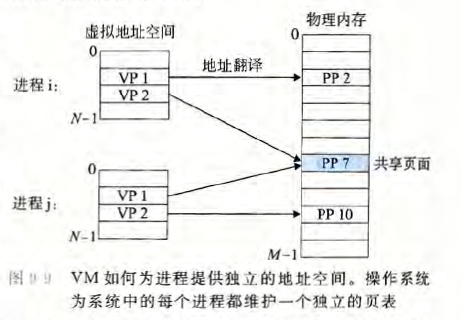 虚拟地址空间
物理内存
0
0
地址翻译
进程 i:
VP 1
PP 2
VP 2
N-1
0
PP 7
共享页面
进程 j:
VP 1
VP 2
PP 10
N-1
M-1
图 9-9 VM 如何为进程提供独立的地址空间。操作系统
为系统中的每个进程都维护一个独立的页表